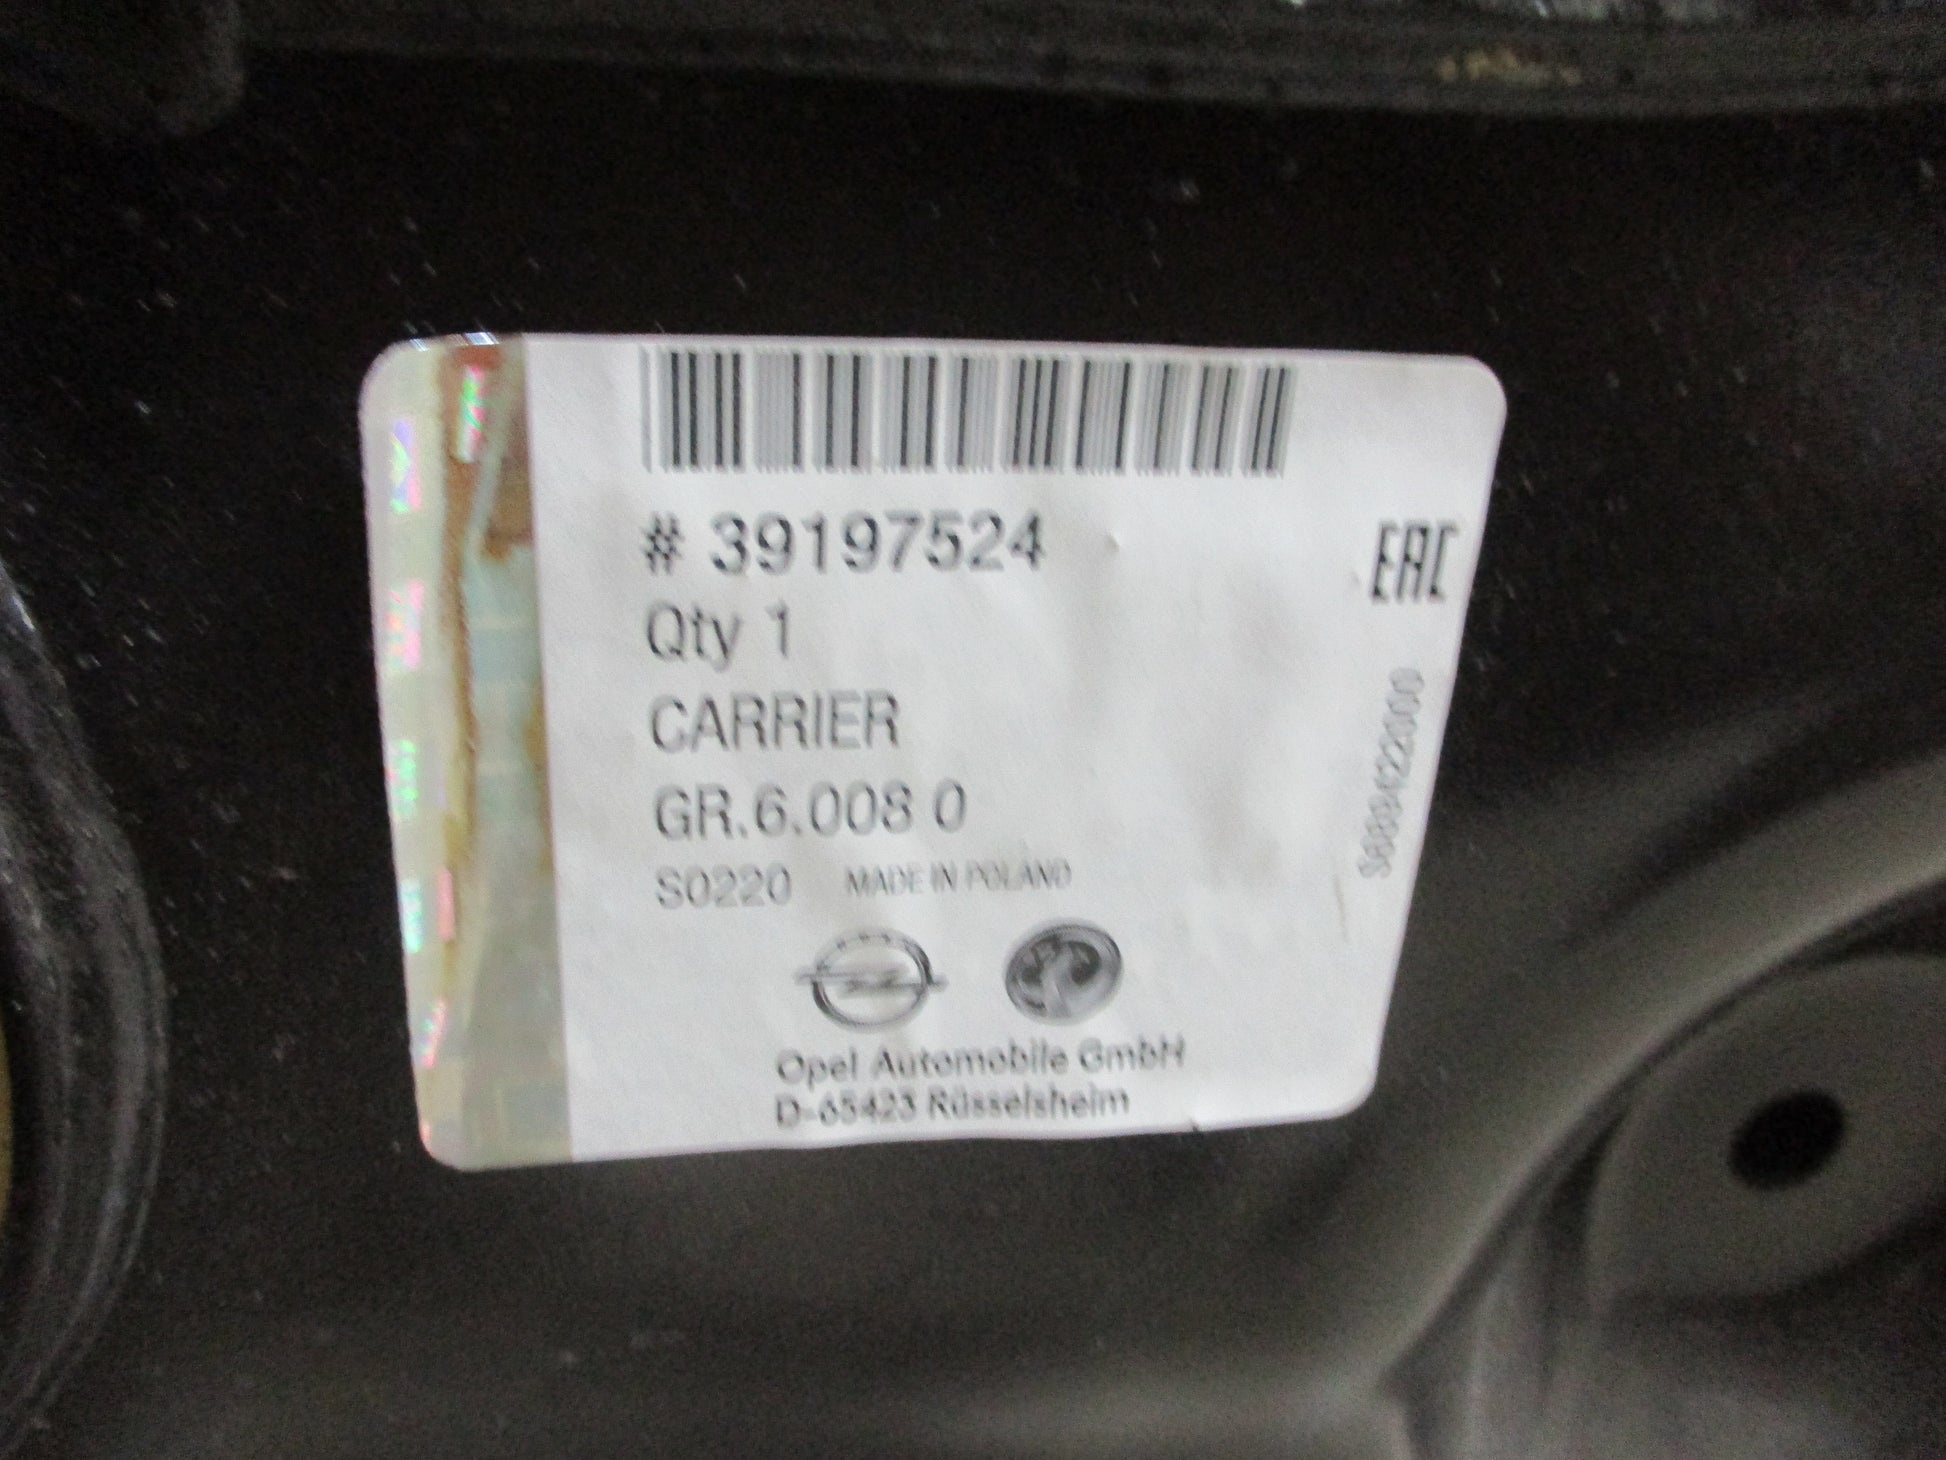 # 39197524
Qty 1
CARRIER
GR.6.008 0
S0220 MADE IN POLAND
Opel Automobile GmbH
D-65423 Rüsselsheim
EAC